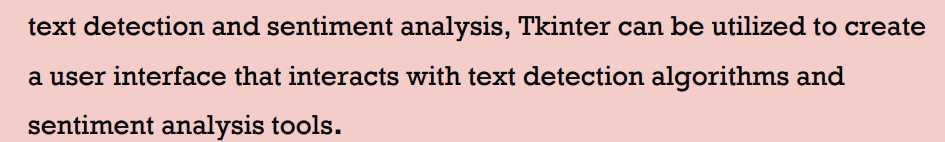 text detection and sentiment analysis, Tkinter can be utilized to create
a user interface that interacts with text detection algorithms and
sentiment analysis tools.